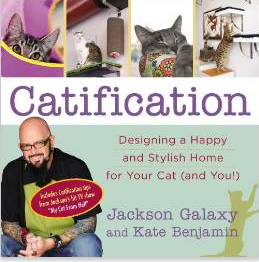 Catification
Designing a Happy
and Stylish Home
for Your Cat (and You!)
Includes Catification tips
from Jackson's hit TV show
"My Cat From Hell"
Jackson Galaxy
and Kate Benjamin